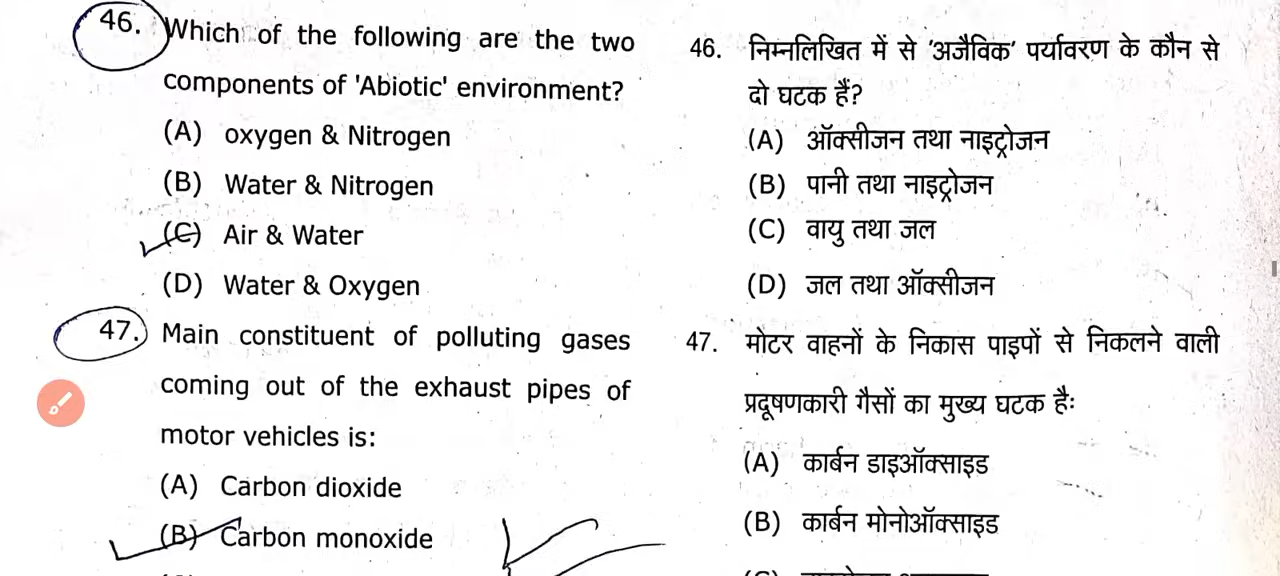 46. Which of the following are the two
components of 'Abiotic' environment?
(A) oxygen & Nitrogen
(B) Water & Nitrogen
(C) Air & Water
(D) Water & Oxygen
47. Main constituent of polluting gases
coming out of the exhaust pipes of
motor vehicles is:
(A) Carbon dioxide
(B) Carbon monoxide
46. निम्नलिखित में से 'अजैविक' पर्यावरण के कौन से
दो घटक हैं?
(A) ऑक्सीजन तथा नाइट्रोजन
(B) पानी तथा नाइट्रोजन
(C) वायु तथा जल
(D) जल तथा ऑक्सीजन
47. मोटर वाहनों के निकास पाइपों से निकलने वाली
प्रदूषणकारी गैसों का मुख्य घटक हैः
(A) कार्बन डाइऑक्साइड
(B) कार्बन मोनोऑक्साइड